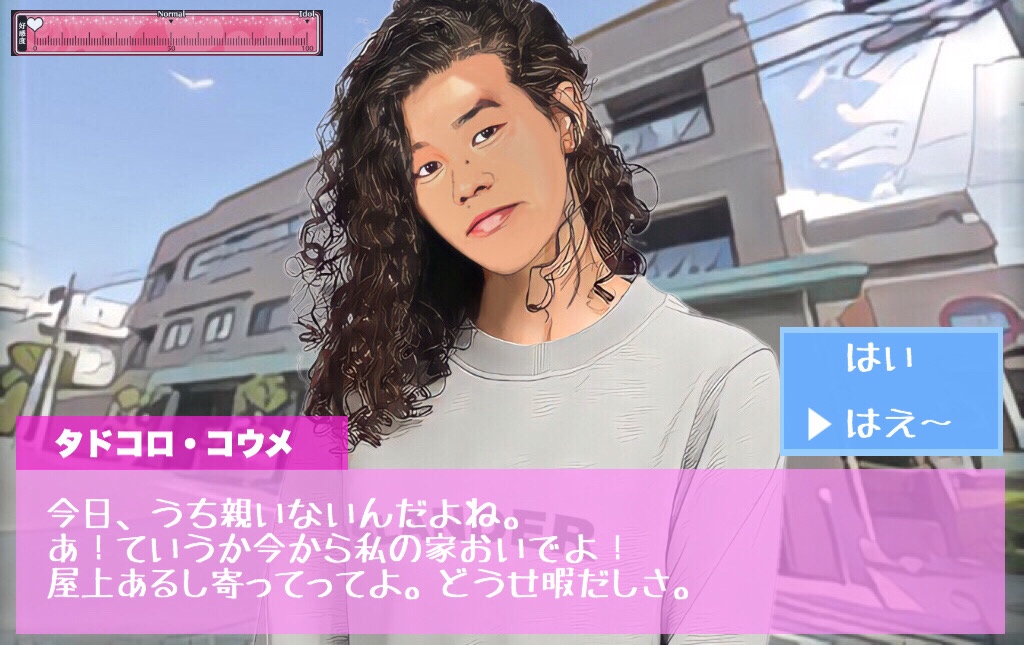 好感度
Normal
Idol
0
50
100
はい
▶はえ～
タドコロ・コウメ
今日、うち親いないんだよね。
あ！ていうか今から私の家おいでよ！
屋上あるし寄ってってよ。どうせ暇だしさ。